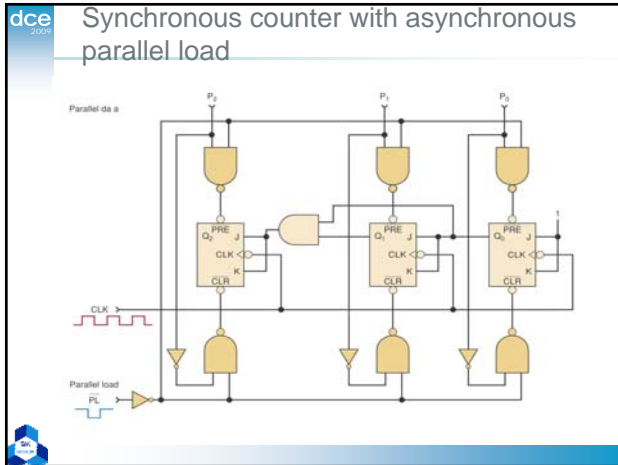 dce
2009
Synchronous counter with asynchronous
parallel load
P2 P1 P0
Parallel da a
PRE PRE PRE
Q2 J Q1 J Q0 J 1
CLK CLK CLK
K K K
CLR CLR CLR
CLK
Parallel load
PL
BK